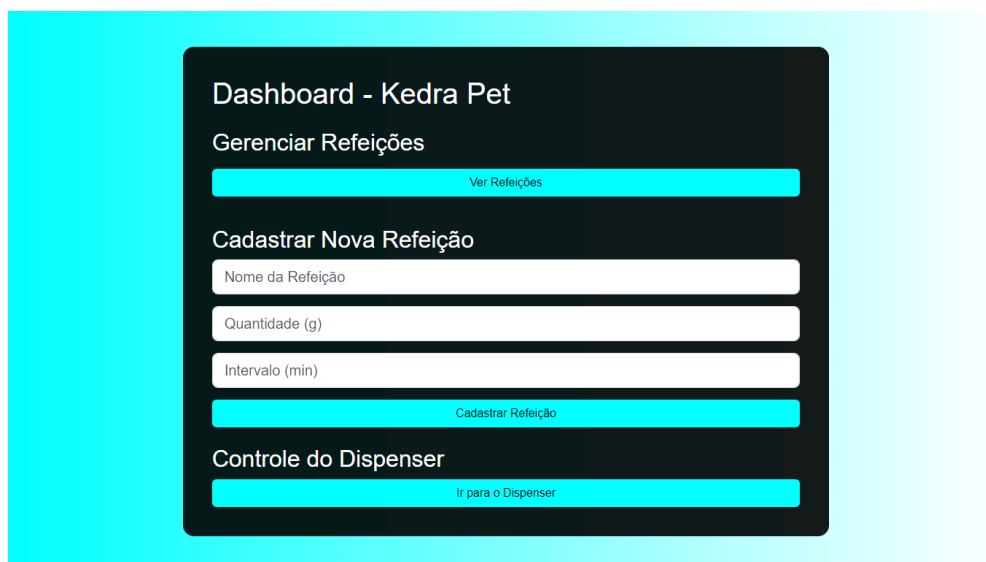 Dashboard - Kedra Pet
Gerenciar Refeições
Ver Refeições
Cadastrar Nova Refeição
Nome da Refeição
Quantidade (g)
Intervalo (min)
Cadastrar Refeição
Controle do Dispenser
Ir para o Dispenser